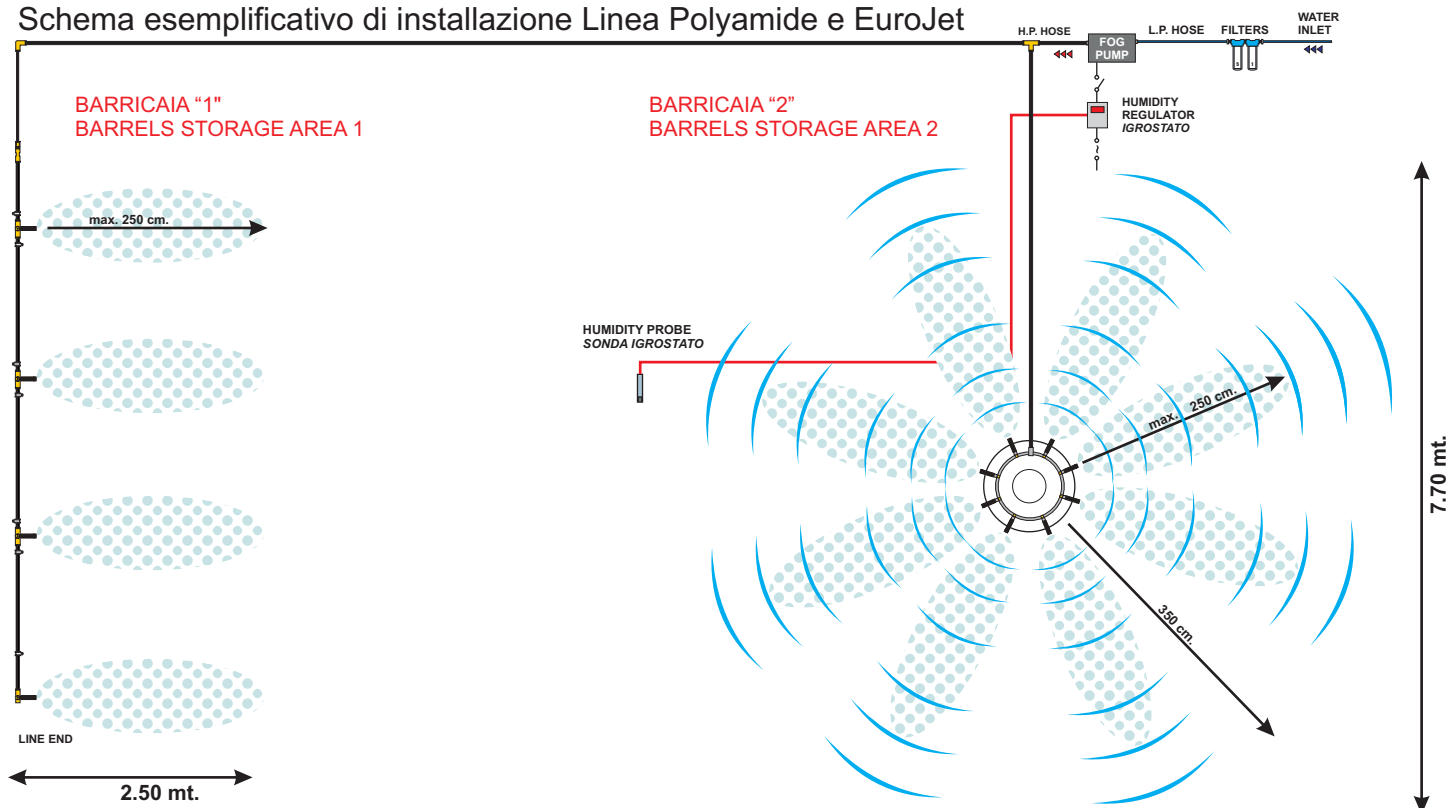 Schema esemplificativo di installazione Linea Polyamide e EuroJet
H.P. HOSE
FOG
PUMP
L.P. HOSE
FILTERS
WATER
INLET
5
1
BARRICAIA “1"
BARRELS STORAGE AREA 1
BARRICAIA “2”
BARRELS STORAGE AREA 2
HUMIDITY
REGULATOR
IGROSTATO
max. 250 cm.
HUMIDITY PROBE
SONDA IGROSTATO
max. 250 cm.
7.70 mt.
350 cm.
LINE END
2.50 mt.